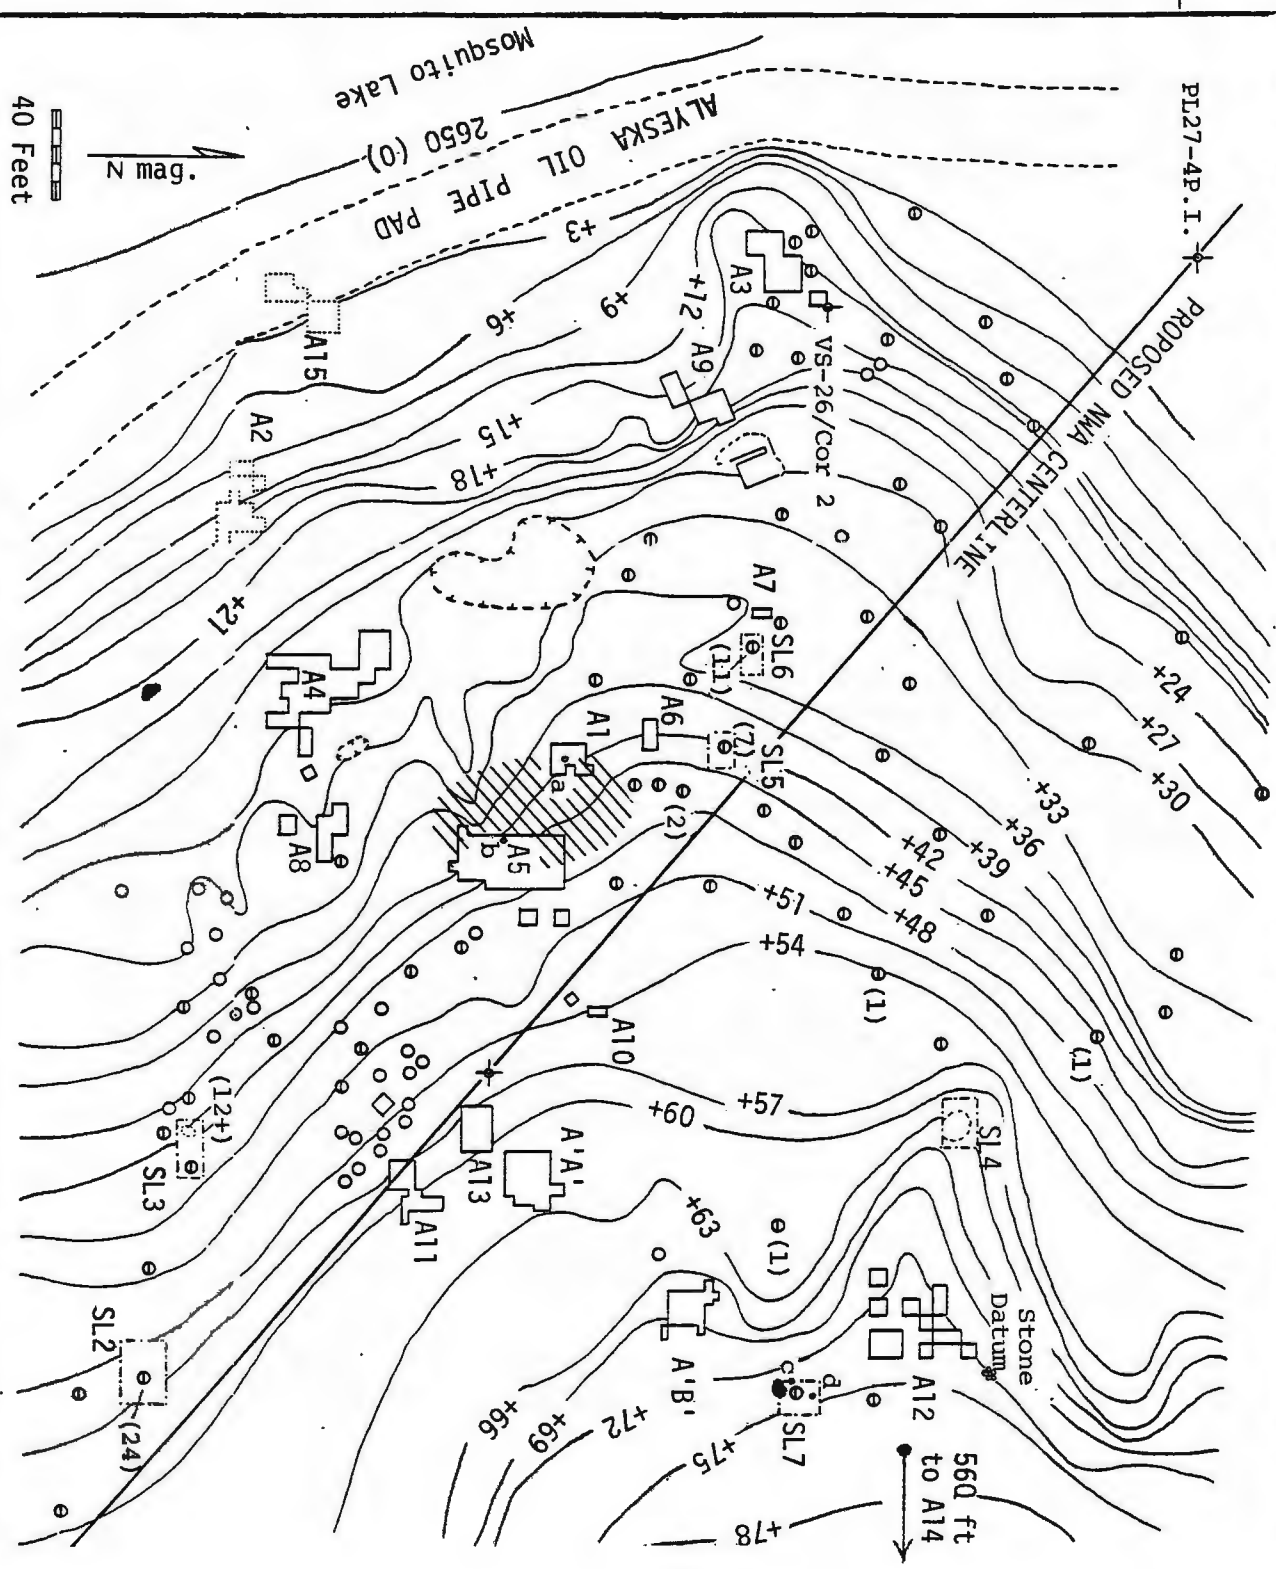 PL27-4P.I.
Mosquito Lake
2650 (0)
ALYESKA OIL PIPE PAD
40 Feet
N mag.
PROPOSED NWA CENTERLINE
+3
+6
+9
+12
+15
+18
+21
A3
A9
A15
A2
VS-26/Cor 2
A7
SL6
(11)
A6
(Z)
SL5
A1
a
(2)
A4
A8
b
A5
+24
+27
+30
+33
+36
+39
+42
+45
+48
+51
+54
(1)
(1)
A10
+57
+60
SL4
A13
A'A'
A11
(12+)
SL3
+63
(1)
SL2
(24)
A'B'
Stone
Datum
A12
c
d
SL7
+66
+69
+72
+75
+78
560 ft
to A14